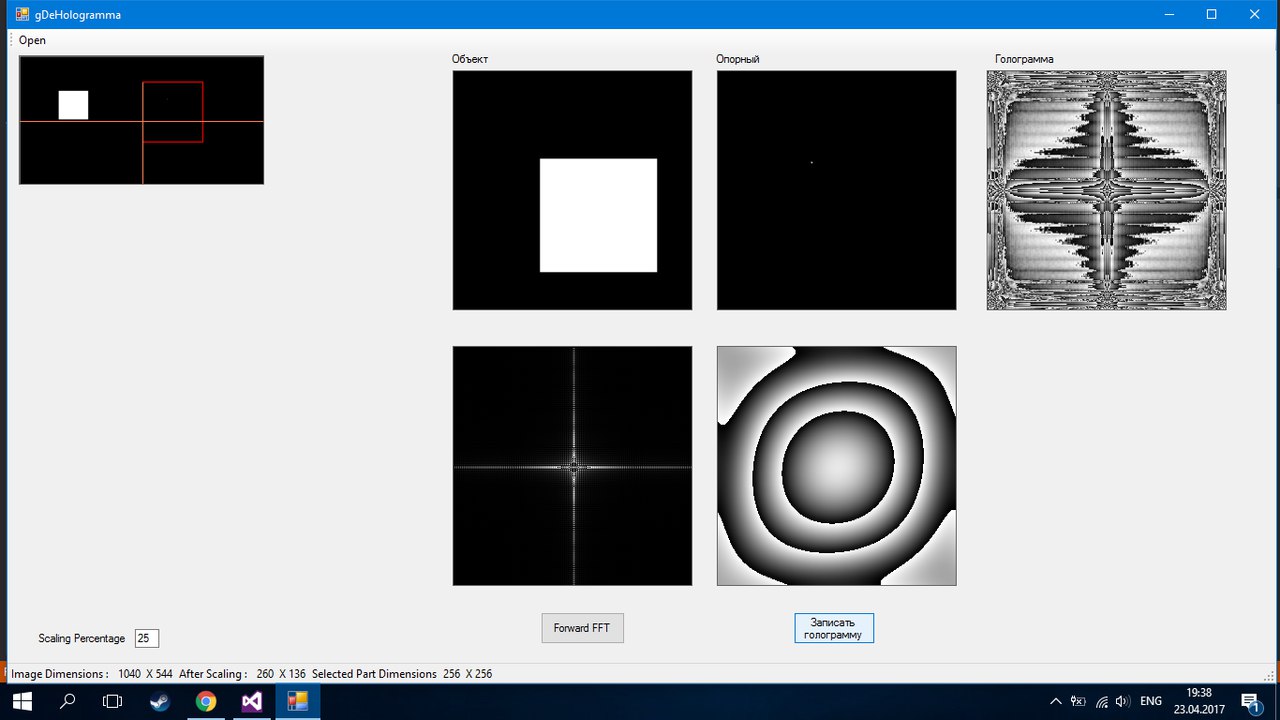 gDeHologramma
Open
Объект
Опорный
Голограмма
Forward FFT
Записать
голограмму
Scaling Percentage 25
Image Dimensions : 1040 X 544 After Scaling : 260 X 136 Selected Part Dimensions 256 X 256
ENG
19:38
23.04.2017
1